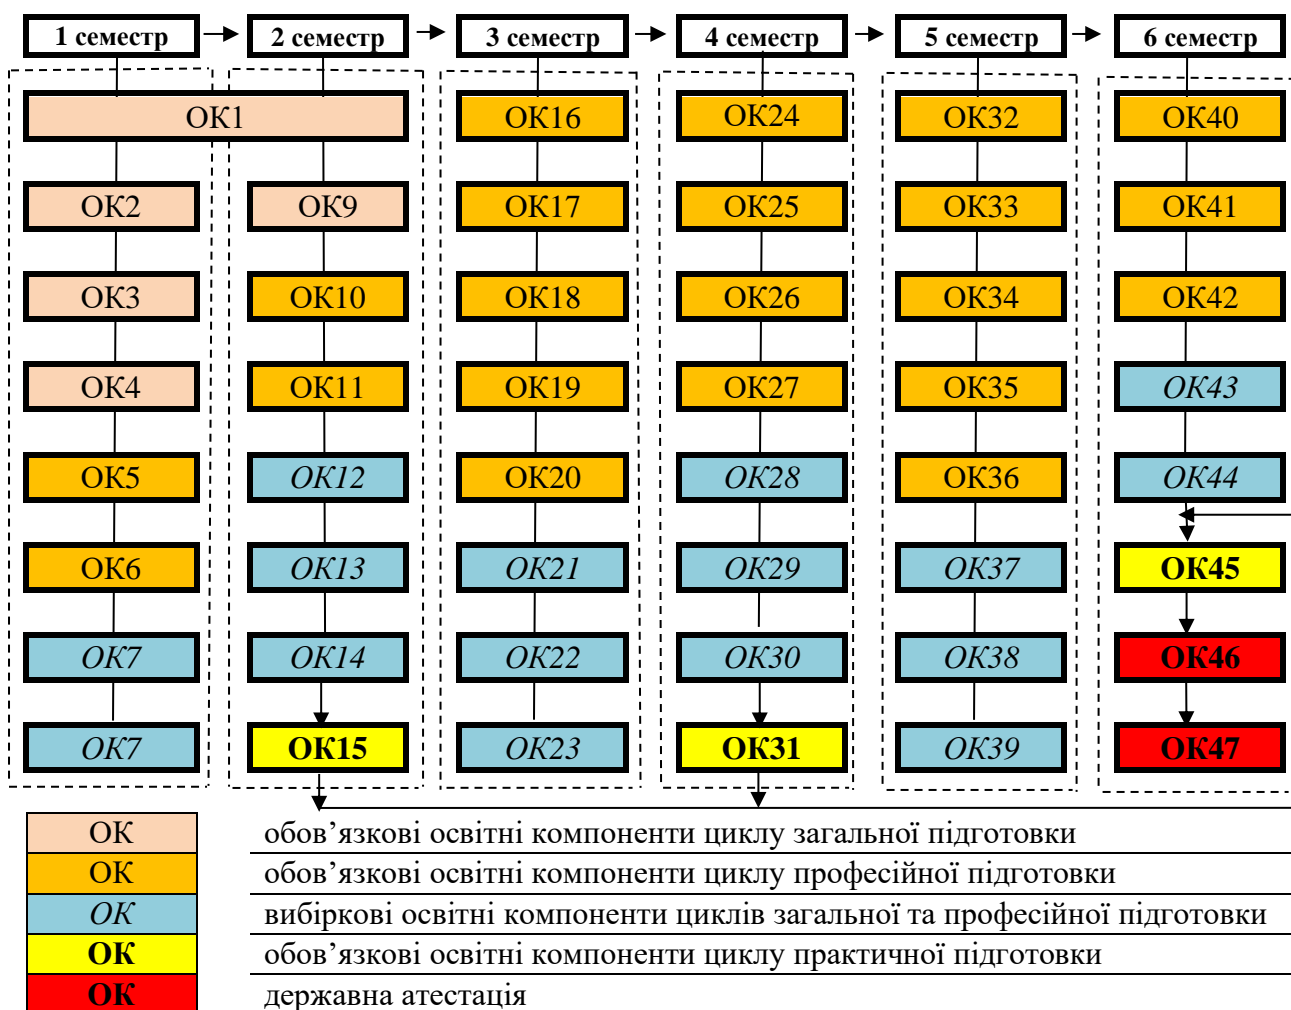 1 семестр 2 семестр 3 семестр 4 семестр 5 семестр 6 семестр
ОК1 ОК16 ОК24 ОК32 ОК40
ОК2 ОК9 ОК17 ОК25 ОК33 ОК41
ОК3 ОК10 ОК18 ОК26 ОК34 ОК42
ОК4 ОК11 ОК19 ОК27 ОК35 ОК43
ОК5 ОК12 ОК20 ОК28 ОК36 ОК44
ОК6 ОК13 ОК21 ОК29 ОК37 ОК45
ОК7 ОК14 ОК22 ОК30 ОК38 ОК46
ОК7 ОК15 ОК23 ОК31 ОК39 ОК47
ОК обов’язкові освітні компоненти циклу загальної підготовки
ОК обов’язкові освітні компоненти циклу професійної підготовки
ОК вибіркові освітні компоненти циклів загальної та професійної підготовки
ОК обов’язкові освітні компоненти циклу практичної підготовки
ОК державна атестація